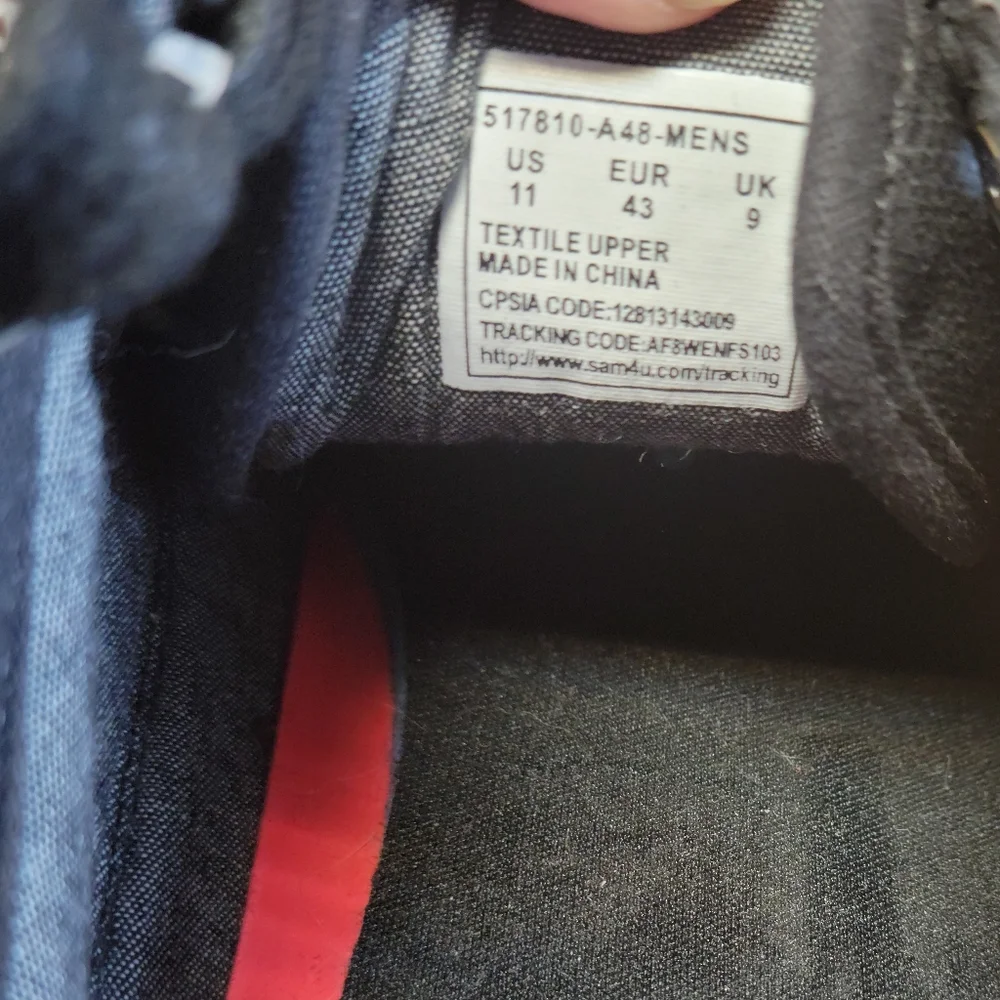 517810-A48-MENS
US EUR UK
11 43 9
TEXTILE UPPER
MADE IN CHINA
CPSIA CODE:12813143009
TRACKING CODE:AF8WENFS103
http://www.sam4u.com/tracking